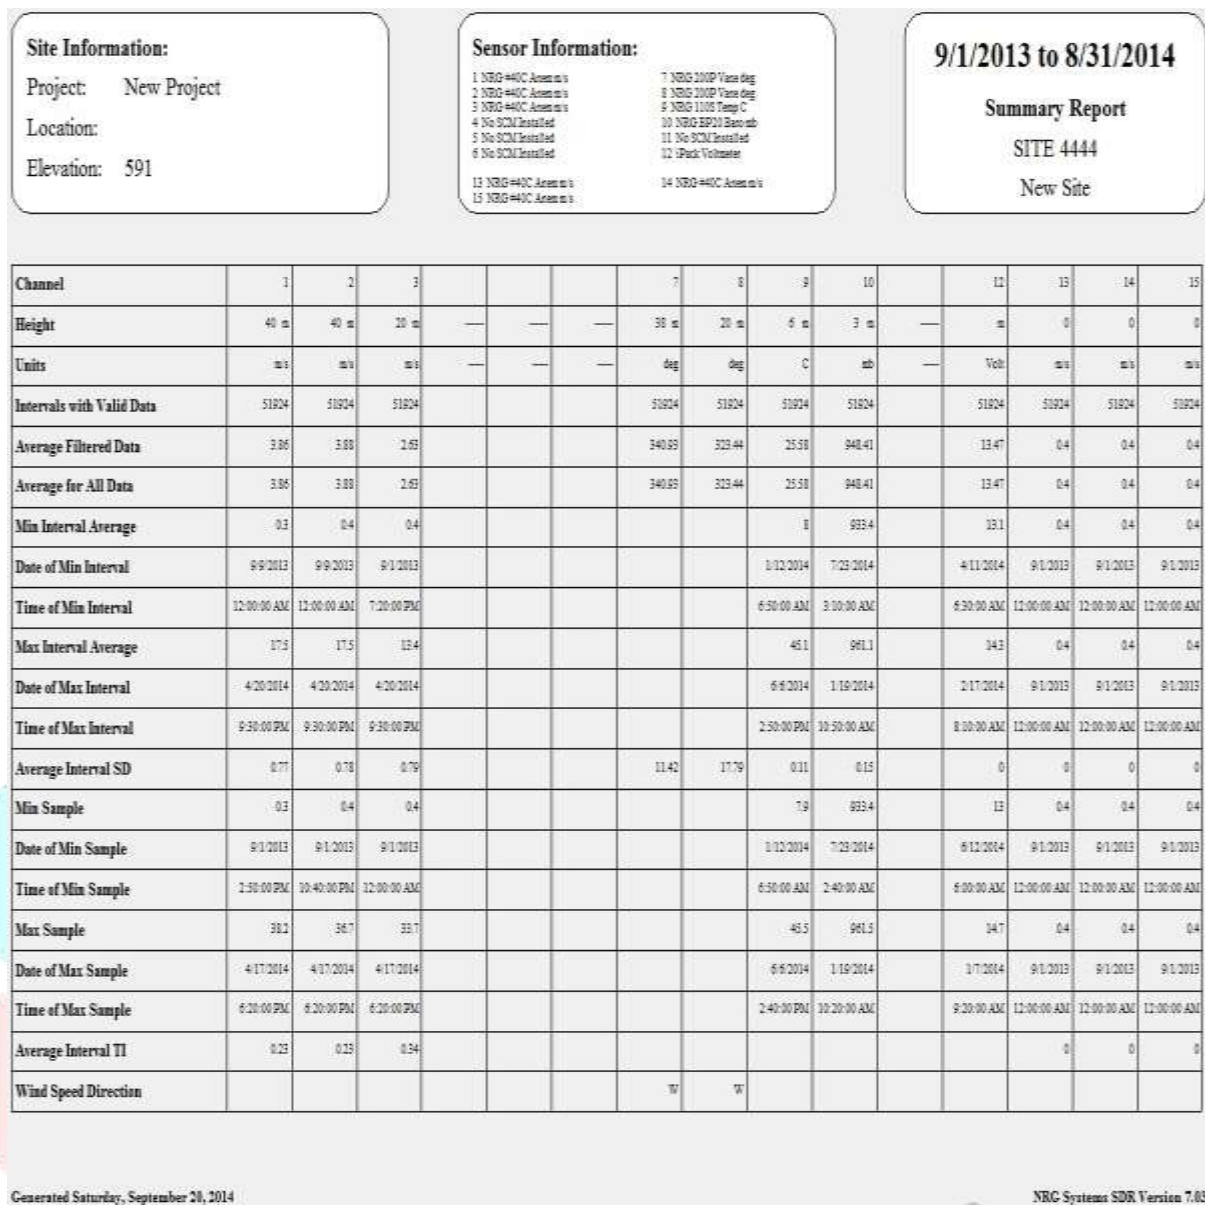 Site Information:
Project: New Project
Location:
Elevation: 591
Sensor Information:
1 NRG #40C Anem m/s
2 NRG #40C Anem m/s
3 NRG #40C Anem m/s
4 No SCM Installed
5 No SCM Installed
6 No SCM Installed
13 NRG #40C Anem m/s
15 NRG #40C Anem m/s
7 NRG 200P Vane deg
8 NRG 200P Vane deg
9 NRG 110S Temp C
10 NRG BP20 Baro mb
11 No SCM Installed
12 iPack Voltmeter
14 NRG #40C Anem m/s
9/1/2013 to 8/31/2014
Summary Report
SITE 4444
New Site
Channel 1 2 3 7 8 9 10 12 13 14 15
Height 40 m 40 m 20 m ---- ---- ---- 38 m 20 m 6 m 3 m ---- m 0 0 0
Units m/s m/s m/s ---- ---- ---- deg deg C mb ---- Volt m/s m/s m/s
Intervals with Valid Data 51924 51924 51924 51924 51924 51924 51924 51924 51924 51924 51924
Average Filtered Data 3.86 3.88 2.63 340.93 323.44 25.58 948.41 13.47 0.4 0.4 0.4
Average for All Data 3.86 3.88 2.63 340.93 323.44 25.58 948.41 13.47 0.4 0.4 0.4
Min Interval Average 0.3 0.4 0.4 8 933.4 13.1 0.4 0.4 0.4
Date of Min Interval 9/9/2013 9/9/2013 9/1/2013 1/12/2014 7/23/2014 4/11/2014 9/1/2013 9/1/2013 9/1/2013
Time of Min Interval 12:00:00 AM 12:00:00 AM 7:20:00 PM 6:50:00 AM 3:10:00 AM 6:30:00 AM 12:00:00 AM 12:00:00 AM 12:00:00 AM
Max Interval Average 17.5 17.5 13.4 45.1 961.1 14.3 0.4 0.4 0.4
Date of Max Interval 4/20/2014 4/20/2014 4/20/2014 6/6/2014 1/19/2014 2/17/2014 9/1/2013 9/1/2013 9/1/2013
Time of Max Interval 9:30:00 PM 9:30:00 PM 9:30:00 PM 2:50:00 PM 10:50:00 AM 8:10:00 AM 12:00:00 AM 12:00:00 AM 12:00:00 AM
Average Interval SD 0.77 0.78 0.79 11.42 17.79 0.11 0.15 0 0 0 0
Min Sample 0.3 0.4 0.4 7.9 933.4 13 0.4 0.4 0.4
Date of Min Sample 9/1/2013 9/1/2013 9/1/2013 1/12/2014 7/23/2014 6/12/2014 9/1/2013 9/1/2013 9/1/2013
Time of Min Sample 2:50:00 PM 10:40:00 PM 12:00:00 AM 6:50:00 AM 2:40:00 AM 6:00:00 AM 12:00:00 AM 12:00:00 AM 12:00:00 AM
Max Sample 38.2 36.7 33.7 45.5 961.5 14.7 0.4 0.4 0.4
Date of Max Sample 4/17/2014 4/17/2014 4/17/2014 6/6/2014 1/19/2014 1/7/2014 9/1/2013 9/1/2013 9/1/2013
Time of Max Sample 6:20:00 PM 6:20:00 PM 6:20:00 PM 2:40:00 PM 10:20:00 AM 9:20:00 AM 12:00:00 AM 12:00:00 AM 12:00:00 AM
Average Interval TI 0.23 0.23 0.34 0 0 0
Wind Speed Direction W W
Generated Saturday, September 20, 2014
NRG Systems SDR Version 7.03